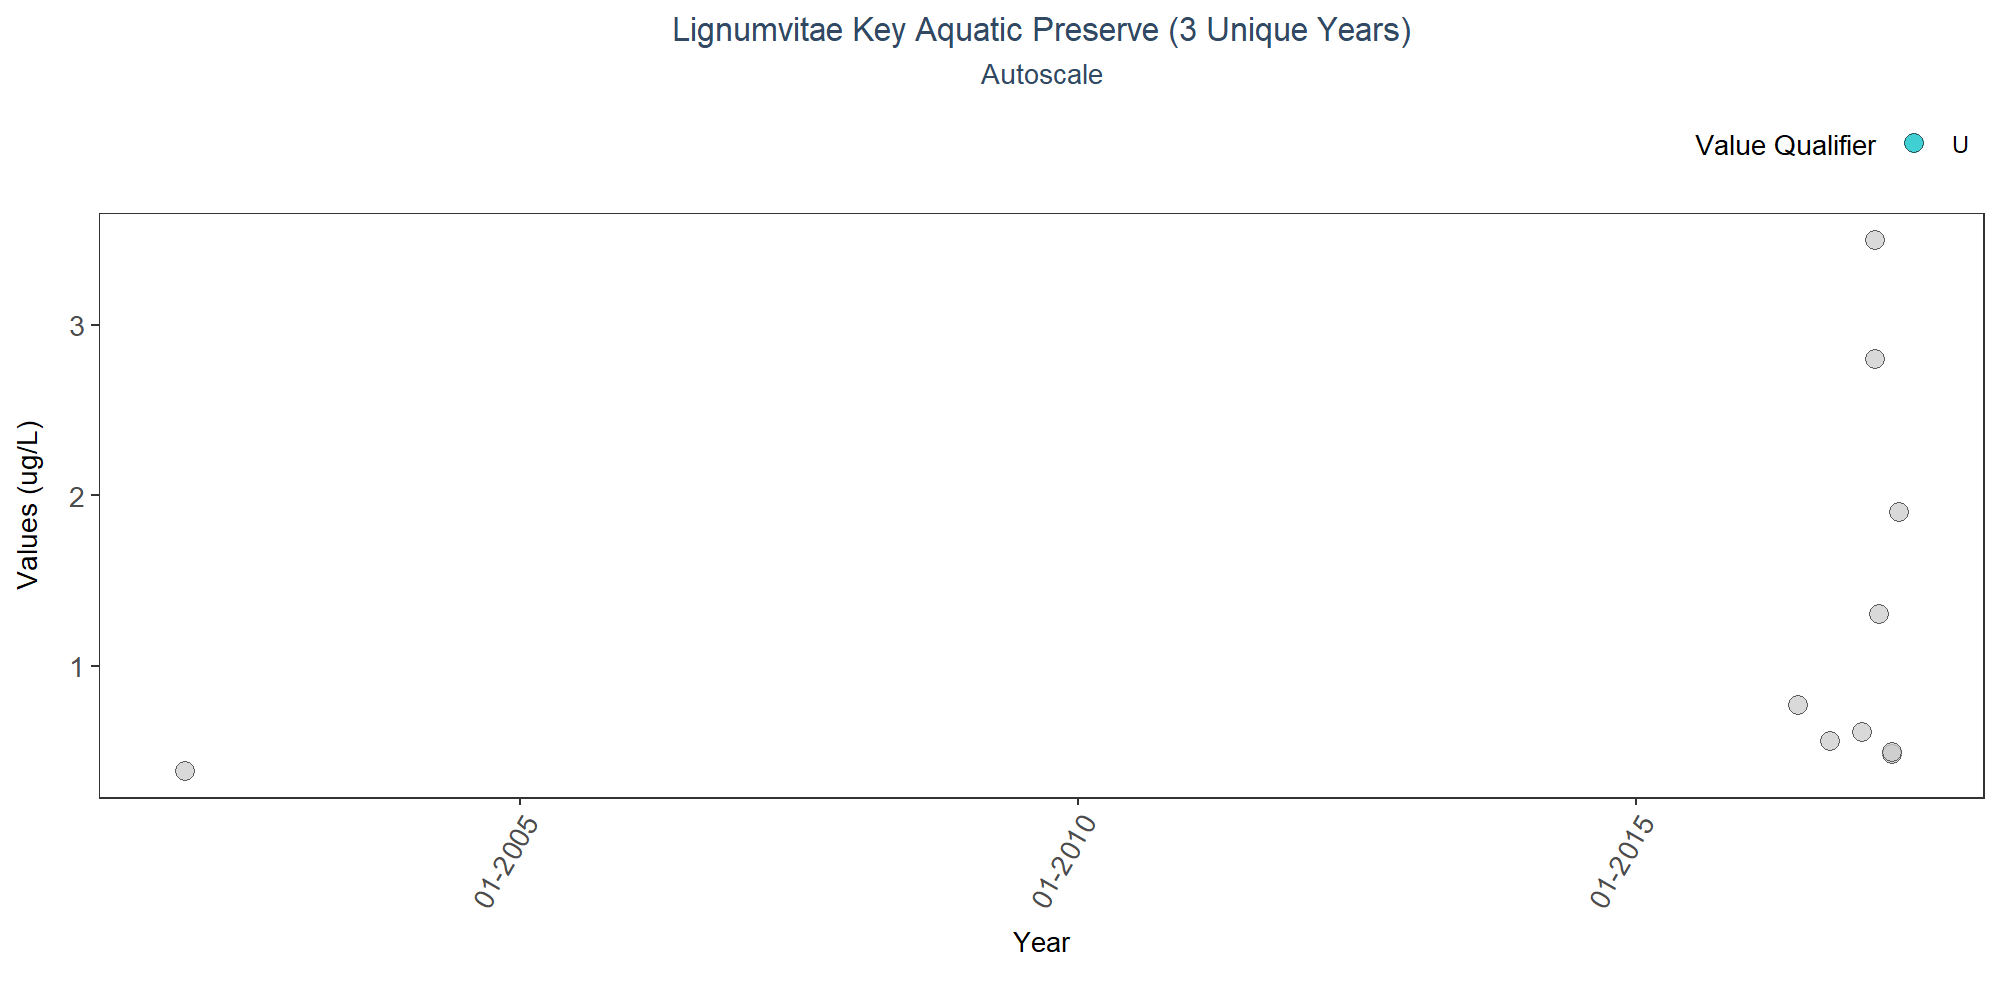 Lignumvitae Key Aquatic Preserve (3 Unique Years)
Autoscale
Value Qualifier U
Values (ug/L)
3
2
1
01-2005 01-2010 01-2015
Year